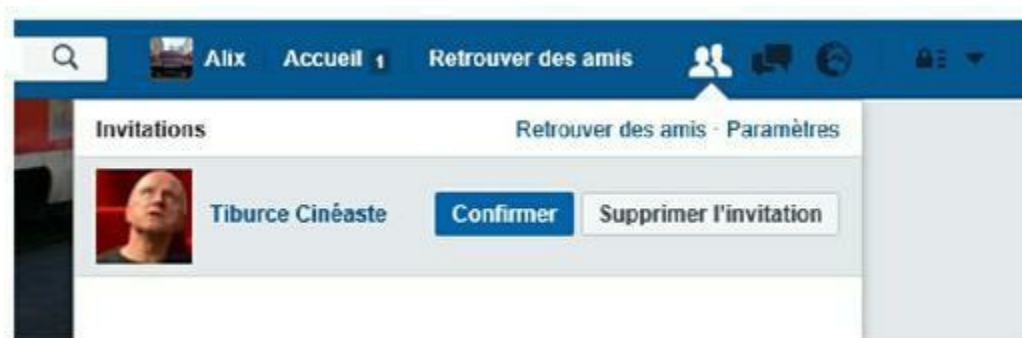 Alix Accueil 1 Retrouver des amis
Invitations Retrouver des amis · Paramètres
Tiburce Cinéaste Confirmer Supprimer l'invitation